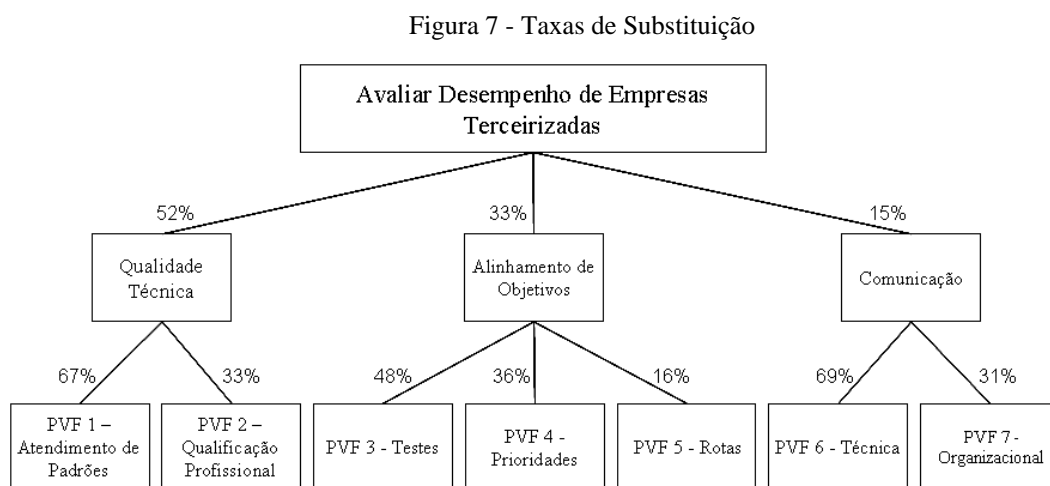 Figura 7 - Taxas de Substituição
Avaliar Desempenho de Empresas
Terceirizadas
52%
33%
15%
Qualidade
Técnica
Alinhamento de
Objetivos
Comunicação
67%
33%
48%
36%
16%
69%
31%
PVF 1 –
Atendimento de
Padrões
PVF 2 –
Qualificação
Profissional
PVF 3 - Testes
PVF 4 -
Prioridades
PVF 5 - Rotas
PVF 6 - Técnica
PVF 7 -
Organizacional